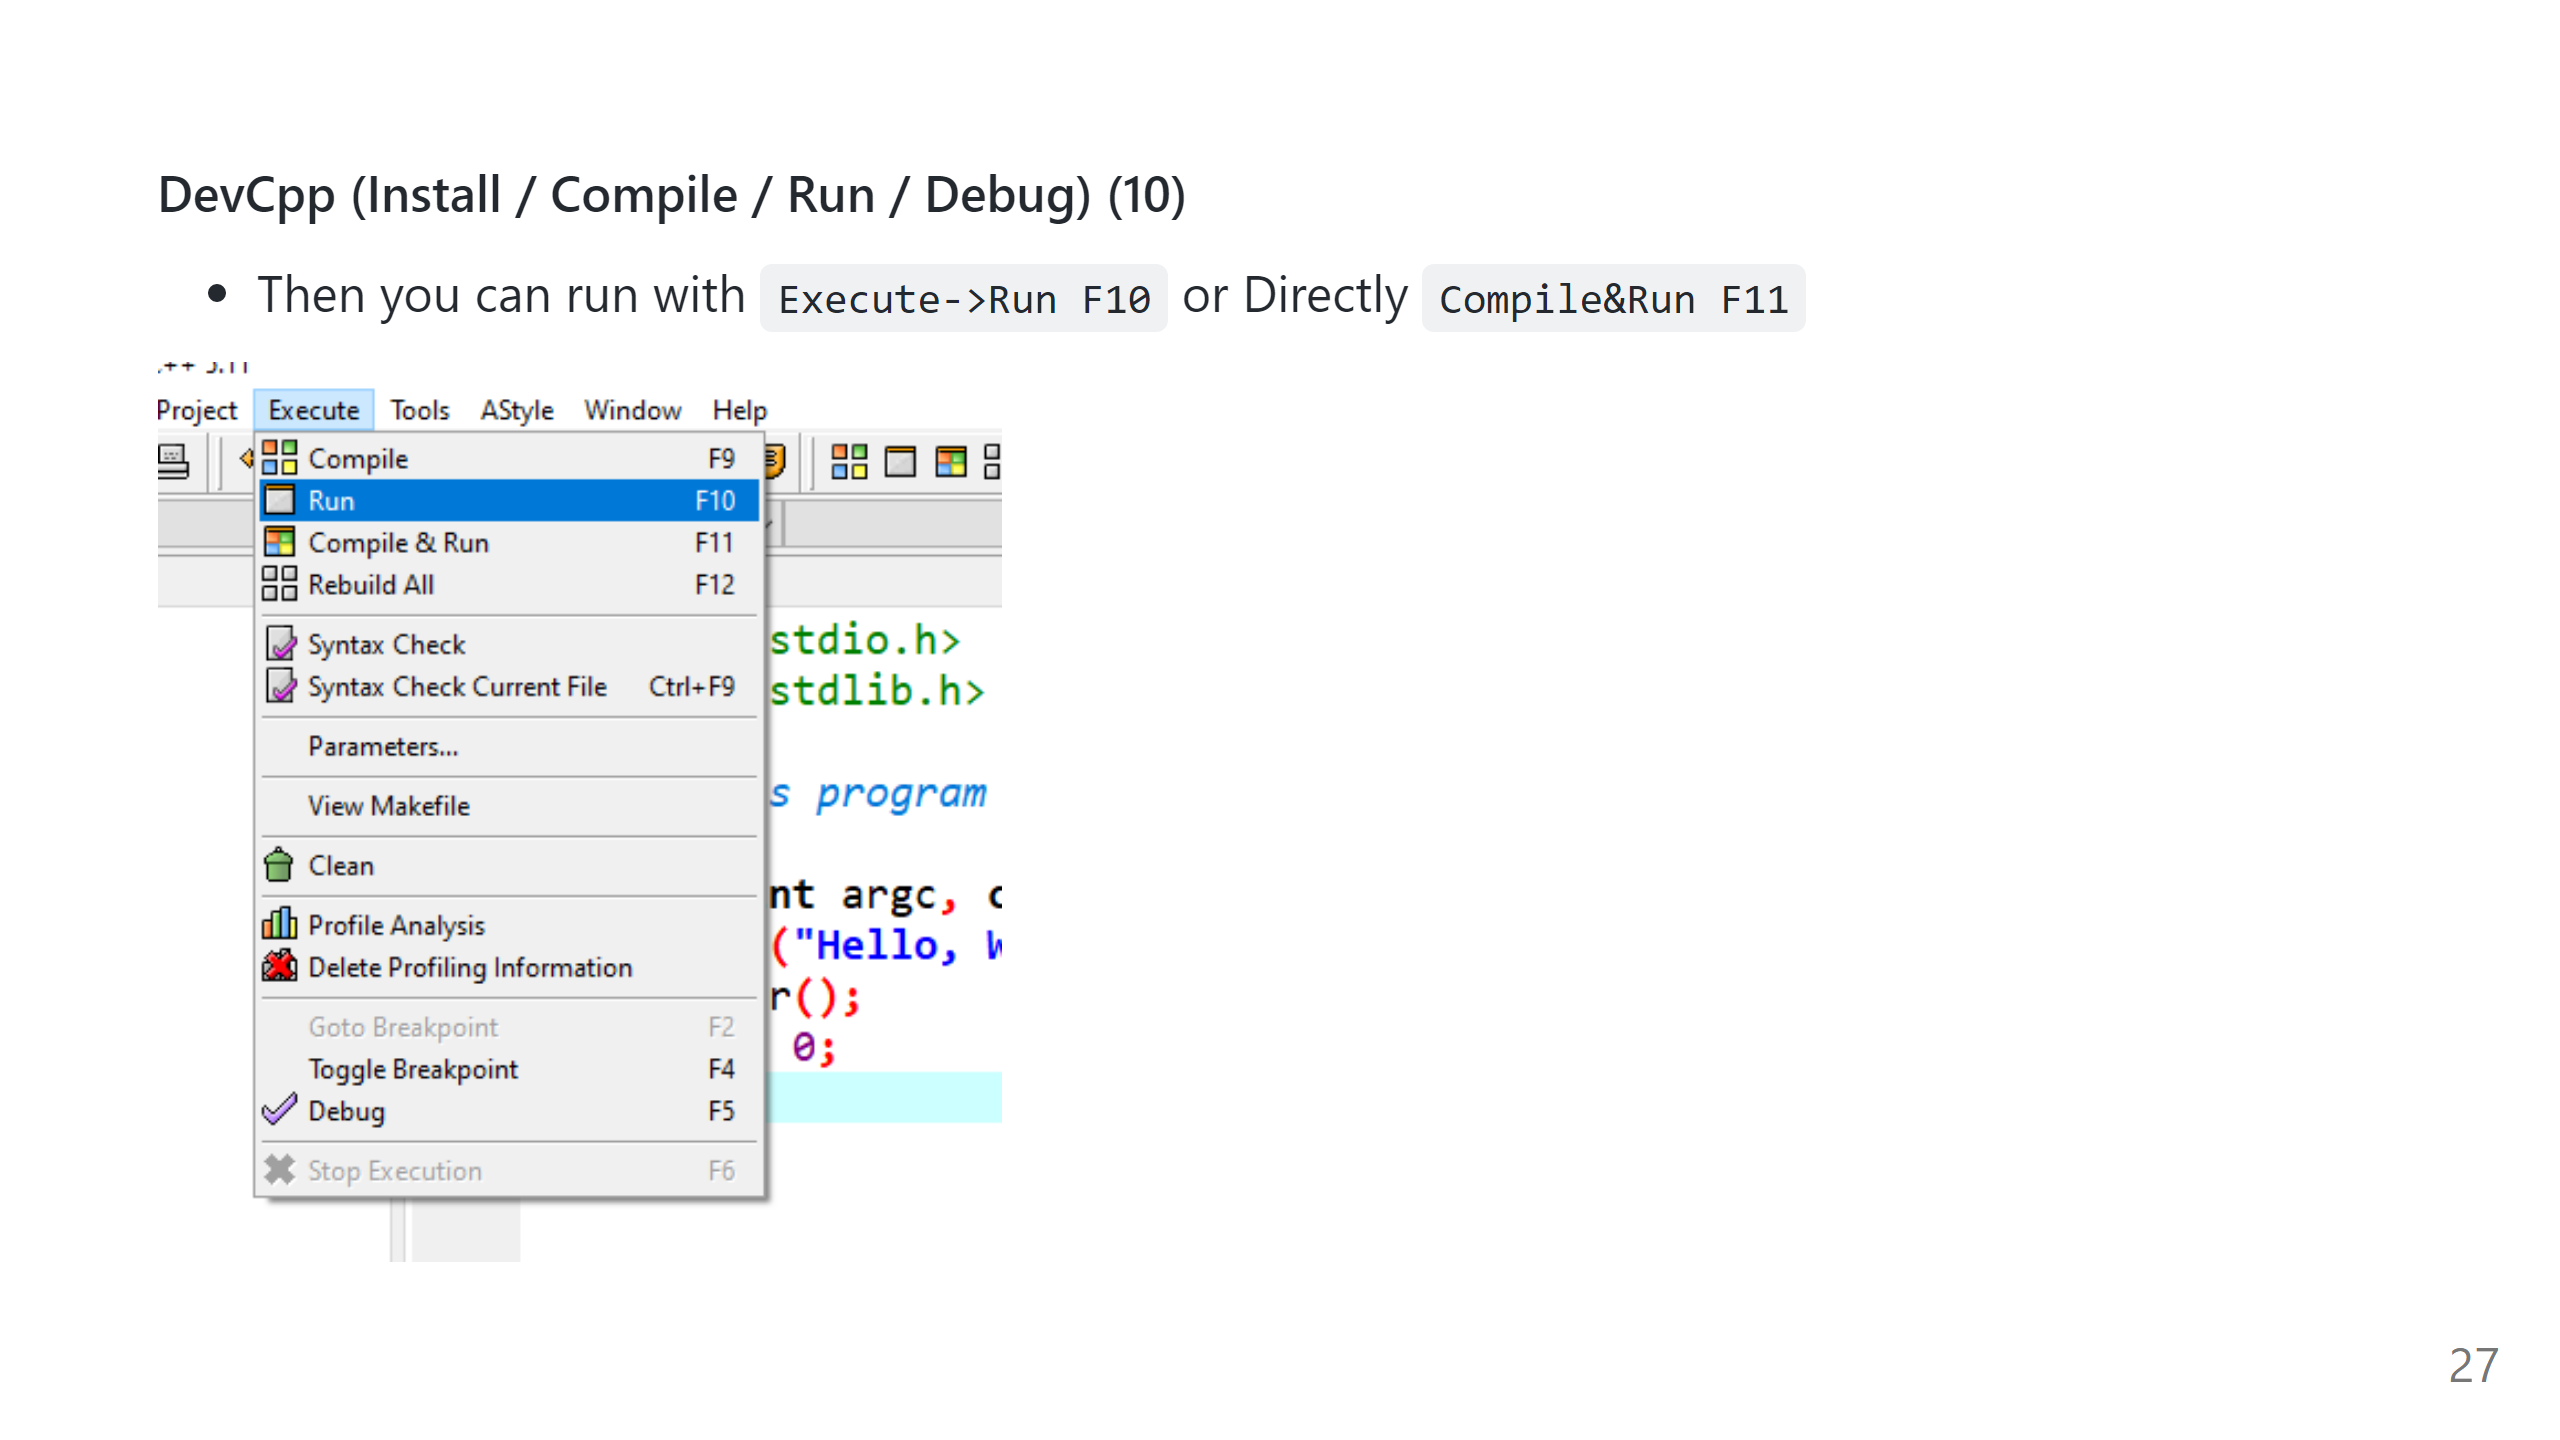 DevCpp (Install / Compile / Run / Debug) (10)
• Then you can run with Execute->Run F10 or Directly Compile&Run F11
Project Execute Tools AStyle Window Help
Compile F9
Run F10
Compile & Run F11
Rebuild All F12
Syntax Check
Syntax Check Current File Ctrl+F9
Parameters...
View Makefile
Clean
Profile Analysis
Delete Profiling Information
Goto Breakpoint F2
Toggle Breakpoint F4
Debug F5
Stop Execution F6
stdio.h>
stdlib.h>
s program
nt argc, c
("Hello, W
r();
0;
27